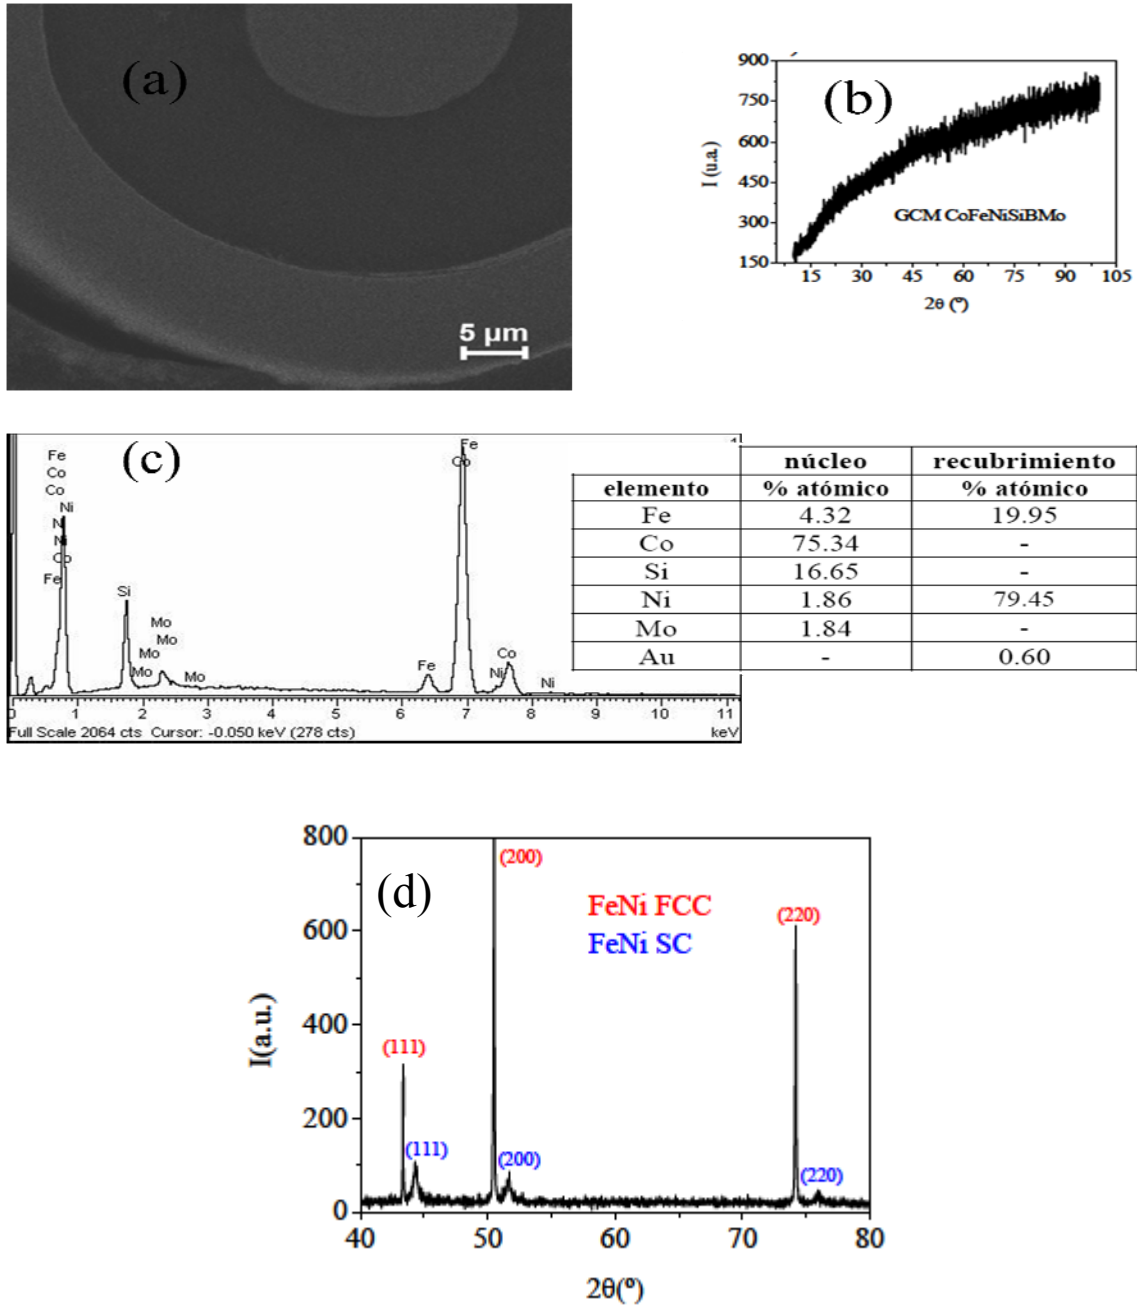 (a)
5 µm
(b)
900
750
600
450
300
150
I (u.a.)
GCM CoFeNiSiBMo
15 30 45 60 75 90 105
2θ (º)
(c)
Fe
Co
Co
Ni
Ni
Co
Fe
Si
Mo
Mo
Mo
Mo
Mo
Fe
Fe
Co
Ni
Co
Ni
0 1 2 3 4 5 6 7 8 9 10 11
Full Scale 2064 cts Cursor: -0.050 keV (278 cts) keV
núcleo recubrimiento
elemento % atómico % atómico
Fe 4.32 19.95
Co 75.34 -
Si 16.65 -
Ni 1.86 79.45
Mo 1.84 -
Au - 0.60
(d)
800
600
400
200
0
I(a.u.)
(111)
(111)
(200)
(200)
FeNi FCC
FeNi SC
(220)
(220)
40 50 60 70 80
2θ(º)